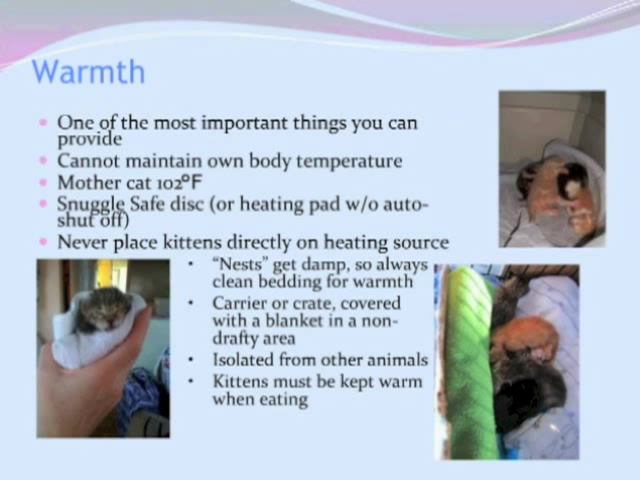 Warmth
One of the most important things you can
provide
Cannot maintain own body temperature
Mother cat 102°F
Snuggle Safe disc (or heating pad w/o auto-
shut off)
Never place kittens directly on heating source
"Nests" get damp, so always
clean bedding for warmth
Carrier or crate, covered
with a blanket in a non-
drafty area
Isolated from other animals
Kittens must be kept warm
when eating